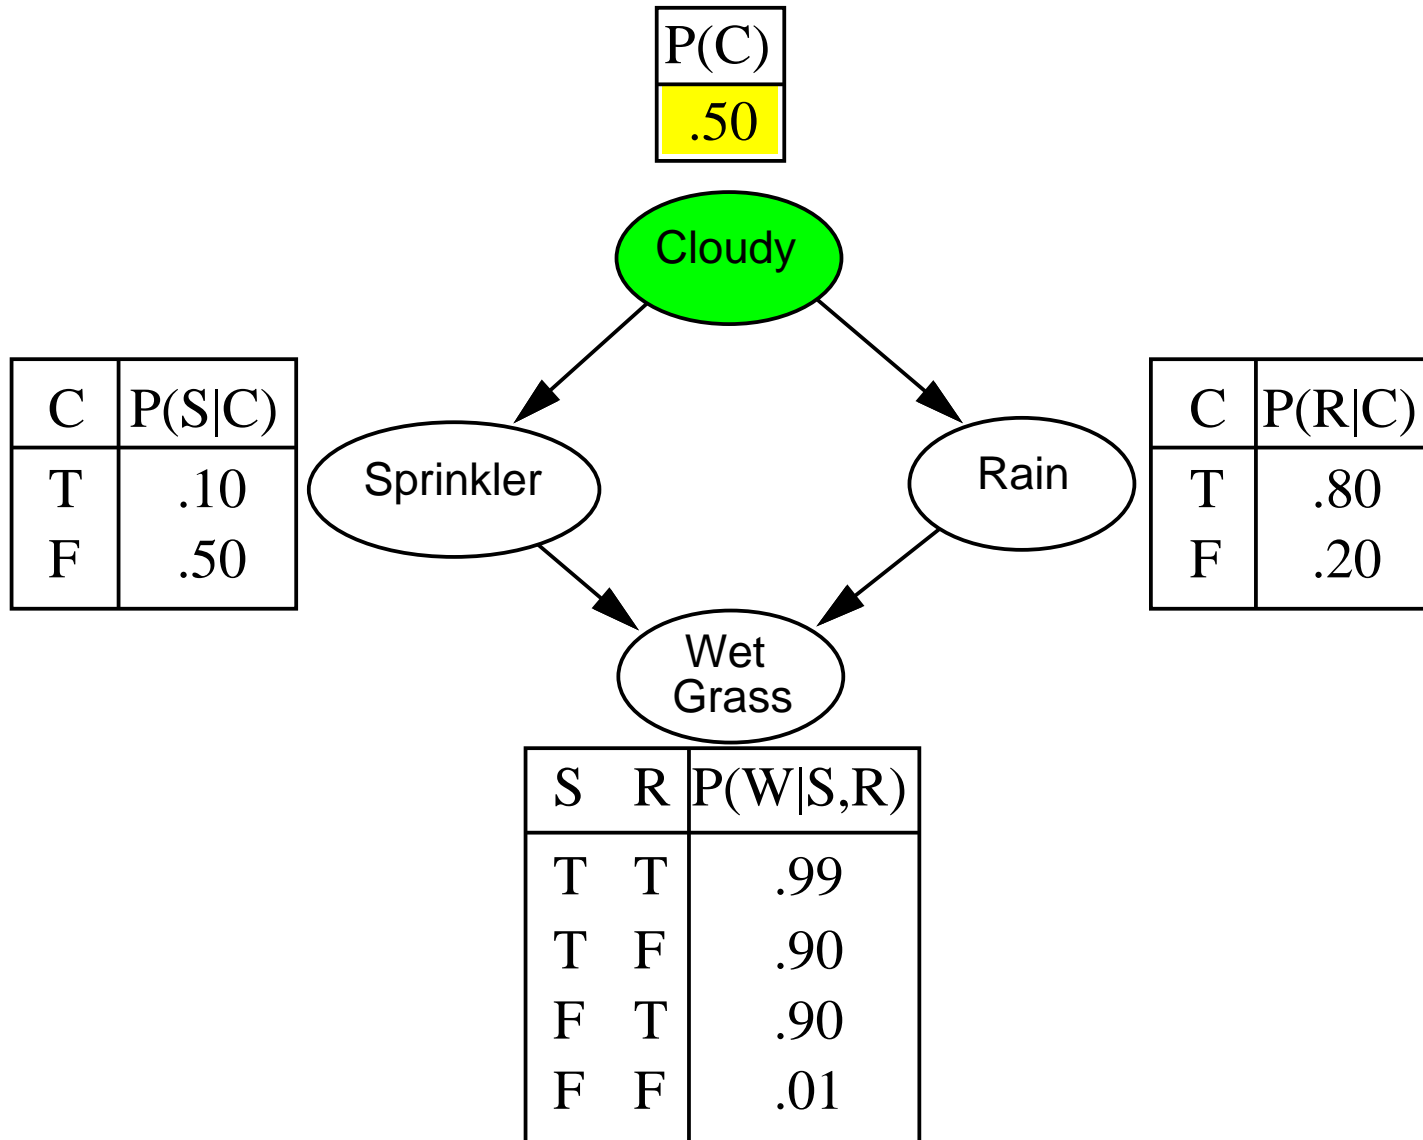 P(C)
.50
Cloudy
C P(S|C)
T .10
F .50
Sprinkler
Rain
C P(R|C)
T .80
F .20
Wet
Grass
S R P(W|S,R)
T T .99
T F .90
F T .90
F F .01